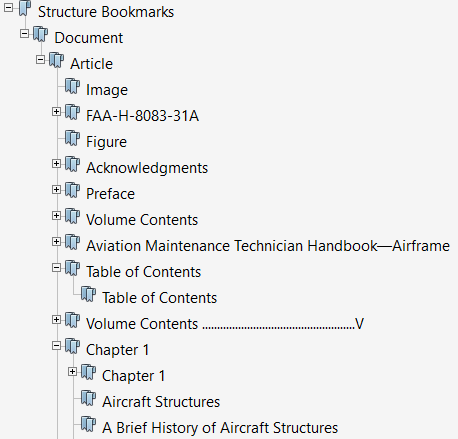 Structure Bookmarks
Document
Article
Image
FAA-H-8083-31A
Figure
Acknowledgments
Preface
Volume Contents
Aviation Maintenance Technician Handbook—Airframe
Table of Contents
Table of Contents
Volume Contents ...................................................V
Chapter 1
Chapter 1
Aircraft Structures
A Brief History of Aircraft Structures